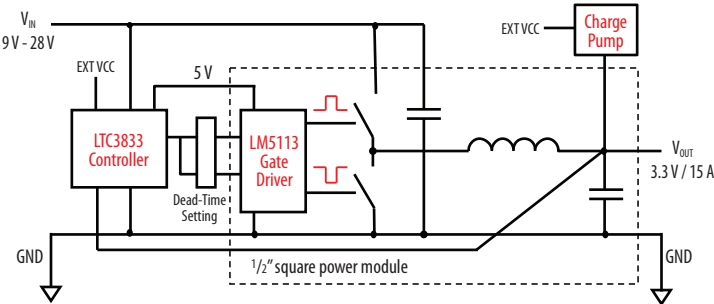 V_IN
9 V - 28 V
EXT VCC
5 V
LTC3833
Controller
Dead-Time
Setting
LM5113
Gate
Driver
EXT VCC
Charge
Pump
V_OUT
3.3 V / 15 A
GND
1/2” square power module
GND